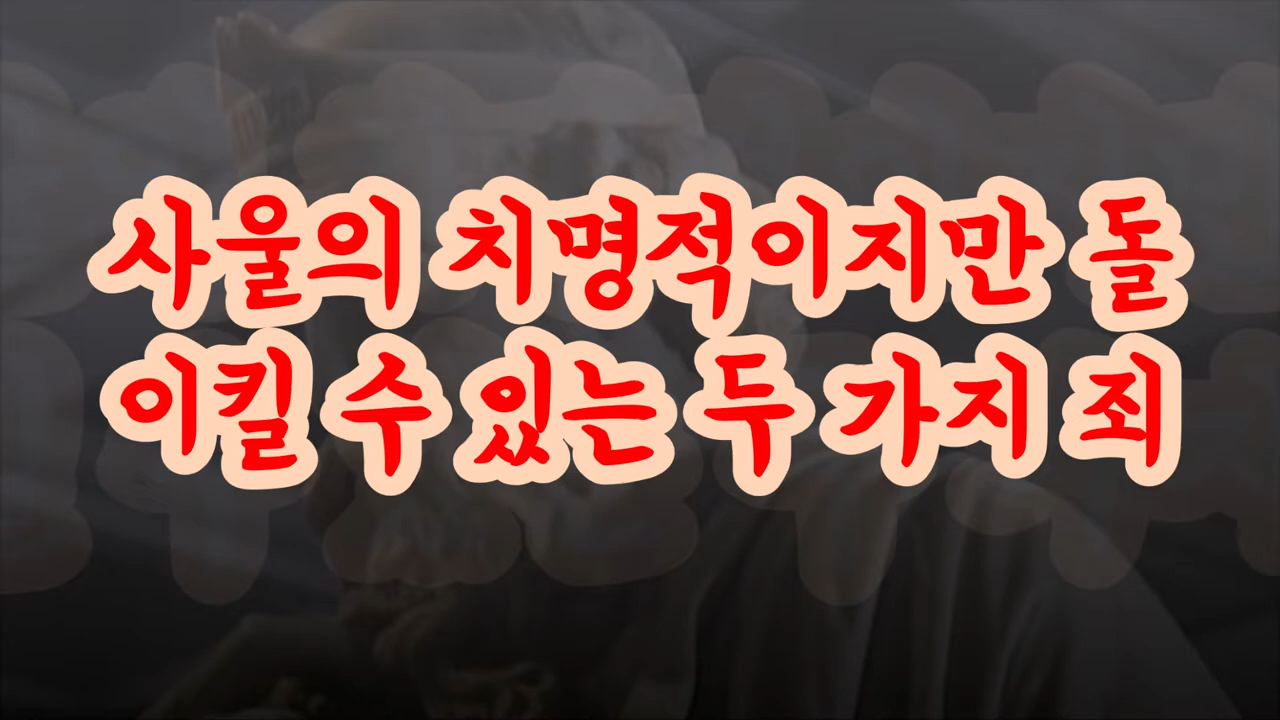 사울의 치명적이지만 돌
이킬 수 있는 두 가지 죄